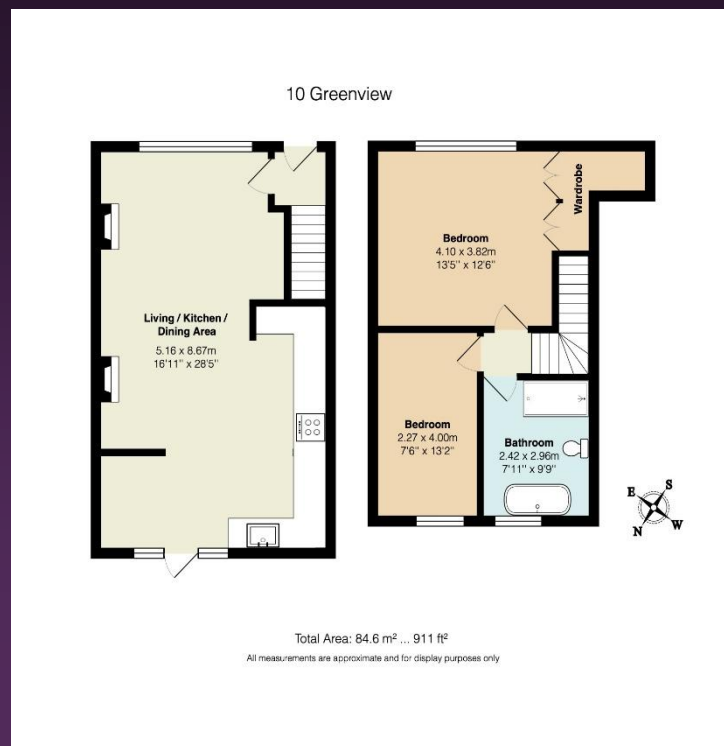 10 Greenview
Living / Kitchen /
Dining Area
5.16 x 8.67m
16'11" x 28'5"
Bedroom
4.10 x 3.82m
13'5" x 12'6"
Wardrobe
Bedroom
2.27 x 4.00m
7'6" x 13'2"
Bathroom
2.42 x 2.96m
7'11" x 9'9"
E S
N W
Total Area: 84.6 m² ... 911 ft²
All measurements are approximate and for display purposes only